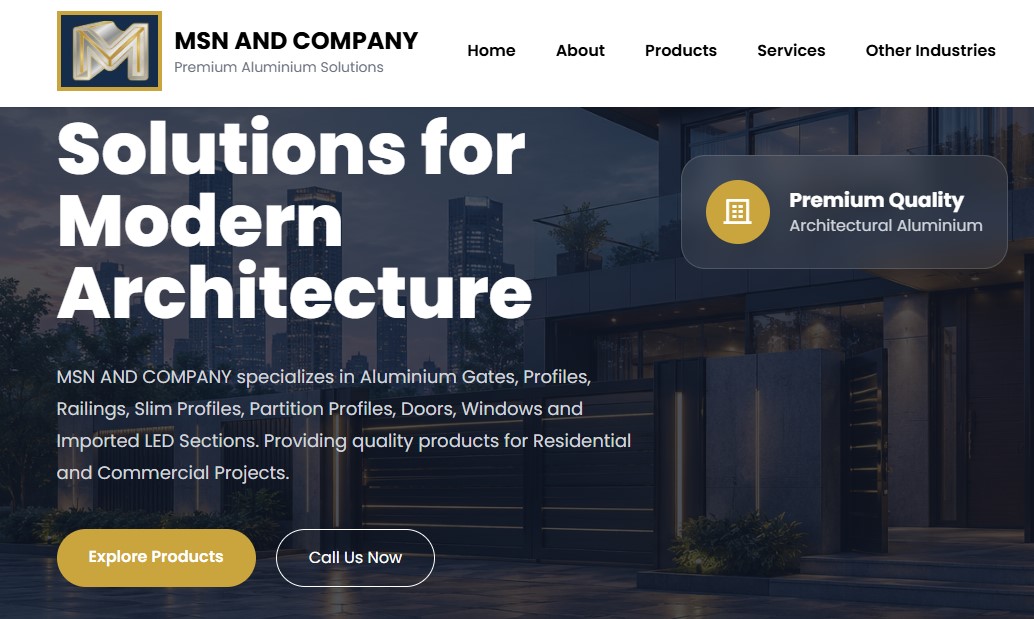 MSN AND COMPANY
Premium Aluminium Solutions
Home
About
Products
Services
Other Industries
Solutions for
Modern
Architecture
MSN AND COMPANY specializes in Aluminium Gates, Profiles,
Railings, Slim Profiles, Partition Profiles, Doors, Windows and
Imported LED Sections. Providing quality products for Residential
and Commercial Projects.
Explore Products
Call Us Now
Premium Quality
Architectural Aluminium